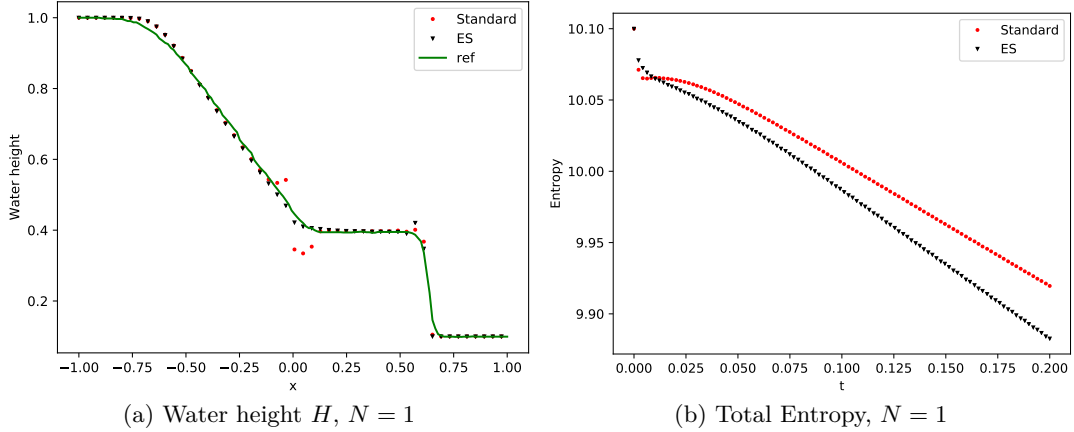 Standard
ES
ref
1.0
0.8
0.6
0.4
0.2
Water height
−1.00 −0.75 −0.50 −0.25 0.00 0.25 0.50 0.75 1.00
x
(a) Water height H, N = 1
Standard
ES
10.10
10.05
10.00
9.95
9.90
Entropy
0.000 0.025 0.050 0.075 0.100 0.125 0.150 0.175 0.200
t
(b) Total Entropy, N = 1